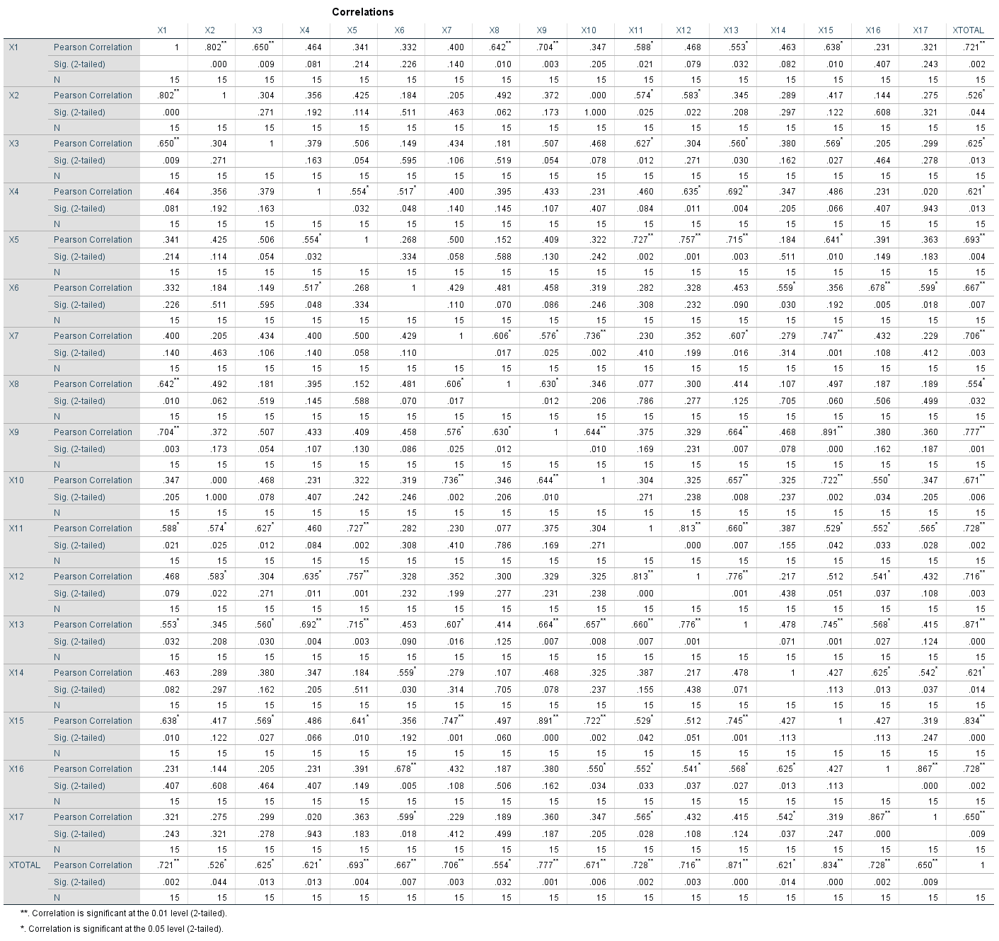 Correlations
X1 X2 X3 X4 X5 X6 X7 X8 X9 X10 X11 X12 X13 X14 X15 X16 X17 XTOTAL
X1 Pearson Correlation 1 .802** .650** .464 .341 .332 .400 .642** .704** .347 .588* .468 .553* .463 .638* .231 .321 .721**
Sig. (2-tailed) .000 .009 .081 .214 .226 .140 .010 .003 .205 .021 .079 .032 .082 .010 .407 .243 .002
N 15 15 15 15 15 15 15 15 15 15 15 15 15 15 15 15 15 15
X2 Pearson Correlation .802** 1 .304 .356 .425 .184 .205 .492 .372 .000 .574* .583* .345 .289 .417 .144 .275 .526*
Sig. (2-tailed) .000 .271 .192 .114 .511 .463 .062 .173 1.000 .025 .022 .208 .297 .122 .608 .321 .044
N 15 15 15 15 15 15 15 15 15 15 15 15 15 15 15 15 15 15
X3 Pearson Correlation .650** .304 1 .379 .506 .149 .434 .181 .507 .468 .627* .304 .560* .380 .569* .205 .299 .625*
Sig. (2-tailed) .009 .271 .163 .054 .595 .106 .519 .054 .078 .012 .271 .030 .162 .027 .464 .278 .013
N 15 15 15 15 15 15 15 15 15 15 15 15 15 15 15 15 15 15
X4 Pearson Correlation .464 .356 .379 1 .554* .517* .400 .395 .433 .231 .460 .635* .692** .347 .486 .231 .020 .621*
Sig. (2-tailed) .081 .192 .163 .032 .048 .140 .145 .107 .407 .084 .011 .004 .205 .066 .407 .943 .013
N 15 15 15 15 15 15 15 15 15 15 15 15 15 15 15 15 15 15
X5 Pearson Correlation .341 .425 .506 .554* 1 .268 .500 .152 .409 .322 .727** .757** .715** .184 .641* .391 .363 .693**
Sig. (2-tailed) .214 .114 .054 .032 .334 .058 .588 .130 .242 .002 .001 .003 .511 .010 .149 .183 .004
N 15 15 15 15 15 15 15 15 15 15 15 15 15 15 15 15 15 15
X6 Pearson Correlation .332 .184 .149 .517* .268 1 .429 .481 .458 .319 .282 .328 .453 .559* .356 .678** .599* .667**
Sig. (2-tailed) .226 .511 .595 .048 .334 .110 .070 .086 .246 .308 .232 .090 .030 .192 .005 .018 .007
N 15 15 15 15 15 15 15 15 15 15 15 15 15 15 15 15 15 15
X7 Pearson Correlation .400 .205 .434 .400 .500 .429 1 .606* .576* .736** .230 .352 .607* .279 .747** .432 .229 .706**
Sig. (2-tailed) .140 .463 .106 .140 .058 .110 .017 .025 .002 .410 .199 .016 .314 .001 .108 .412 .003
N 15 15 15 15 15 15 15 15 15 15 15 15 15 15 15 15 15 15
X8 Pearson Correlation .642** .492 .181 .395 .152 .481 .606* 1 .630* .346 .077 .300 .414 .107 .497 .187 .189 .554*
Sig. (2-tailed) .010 .062 .519 .145 .588 .070 .017 .012 .206 .786 .277 .125 .705 .060 .506 .499 .032
N 15 15 15 15 15 15 15 15 15 15 15 15 15 15 15 15 15 15
X9 Pearson Correlation .704** .372 .507 .433 .409 .458 .576* .630* 1 .644** .375 .329 .664** .468 .891** .380 .360 .777**
Sig. (2-tailed) .003 .173 .054 .107 .130 .086 .025 .012 .010 .169 .231 .007 .078 .000 .162 .187 .001
N 15 15 15 15 15 15 15 15 15 15 15 15 15 15 15 15 15 15
X10 Pearson Correlation .347 .000 .468 .231 .322 .319 .736** .346 .644** 1 .304 .325 .657** .325 .722** .550* .347 .671**
Sig. (2-tailed) .205 1.000 .078 .407 .242 .246 .002 .206 .010 .271 .238 .008 .237 .002 .034 .205 .006
N 15 15 15 15 15 15 15 15 15 15 15 15 15 15 15 15 15 15
X11 Pearson Correlation .588* .574* .627* .460 .727** .282 .230 .077 .375 .304 1 .813** .660** .387 .529* .552* .565* .728**
Sig. (2-tailed) .021 .025 .012 .084 .002 .308 .410 .786 .169 .271 .000 .007 .155 .042 .033 .028 .002
N 15 15 15 15 15 15 15 15 15 15 15 15 15 15 15 15 15 15
X12 Pearson Correlation .468 .583* .304 .635* .757** .328 .352 .300 .329 .325 .813** 1 .776** .217 .512 .541* .432 .716**
Sig. (2-tailed) .079 .022 .271 .011 .001 .232 .199 .277 .231 .238 .000 .001 .438 .051 .037 .108 .003
N 15 15 15 15 15 15 15 15 15 15 15 15 15 15 15 15 15 15
X13 Pearson Correlation .553* .345 .560* .692** .715** .453 .607* .414 .664** .657** .660** .776** 1 .478 .745** .568* .415 .871**
Sig. (2-tailed) .032 .208 .030 .004 .003 .090 .016 .125 .007 .008 .007 .001 .071 .001 .027 .124 .000
N 15 15 15 15 15 15 15 15 15 15 15 15 15 15 15 15 15 15
X14 Pearson Correlation .463 .289 .380 .347 .184 .559* .279 .107 .468 .325 .387 .217 .478 1 .427 .625* .542* .621*
Sig. (2-tailed) .082 .297 .162 .205 .511 .030 .314 .705 .078 .237 .155 .438 .071 .113 .013 .037 .014
N 15 15 15 15 15 15 15 15 15 15 15 15 15 15 15 15 15 15
X15 Pearson Correlation .638* .417 .569* .486 .641* .356 .747** .497 .891** .722** .529* .512 .745** .427 1 .427 .319 .834**
Sig. (2-tailed) .010 .122 .027 .066 .010 .192 .001 .060 .000 .002 .042 .051 .001 .113 .113 .247 .000
N 15 15 15 15 15 15 15 15 15 15 15 15 15 15 15 15 15 15
X16 Pearson Correlation .231 .144 .205 .231 .391 .678** .432 .187 .380 .550* .552* .541* .568* .625* .427 1 .867** .728**
Sig. (2-tailed) .407 .608 .464 .407 .149 .005 .108 .506 .162 .034 .033 .037 .027 .013 .113 .000 .002
N 15 15 15 15 15 15 15 15 15 15 15 15 15 15 15 15 15 15
X17 Pearson Correlation .321 .275 .299 .020 .363 .599* .229 .189 .360 .347 .565* .432 .415 .542* .319 .867** 1 .650**
Sig. (2-tailed) .243 .321 .278 .943 .183 .018 .412 .499 .187 .205 .028 .108 .124 .037 .247 .000 .009
N 15 15 15 15 15 15 15 15 15 15 15 15 15 15 15 15 15 15
XTOTAL Pearson Correlation .721** .526* .625* .621* .693** .667** .706** .554* .777** .671** .728** .716** .871** .621* .834** .728** .650** 1
Sig. (2-tailed) .002 .044 .013 .013 .004 .007 .003 .032 .001 .006 .002 .003 .000 .014 .000 .002 .009
N 15 15 15 15 15 15 15 15 15 15 15 15 15 15 15 15 15 15
**. Correlation is significant at the 0.01 level (2-tailed).
*. Correlation is significant at the 0.05 level (2-tailed).